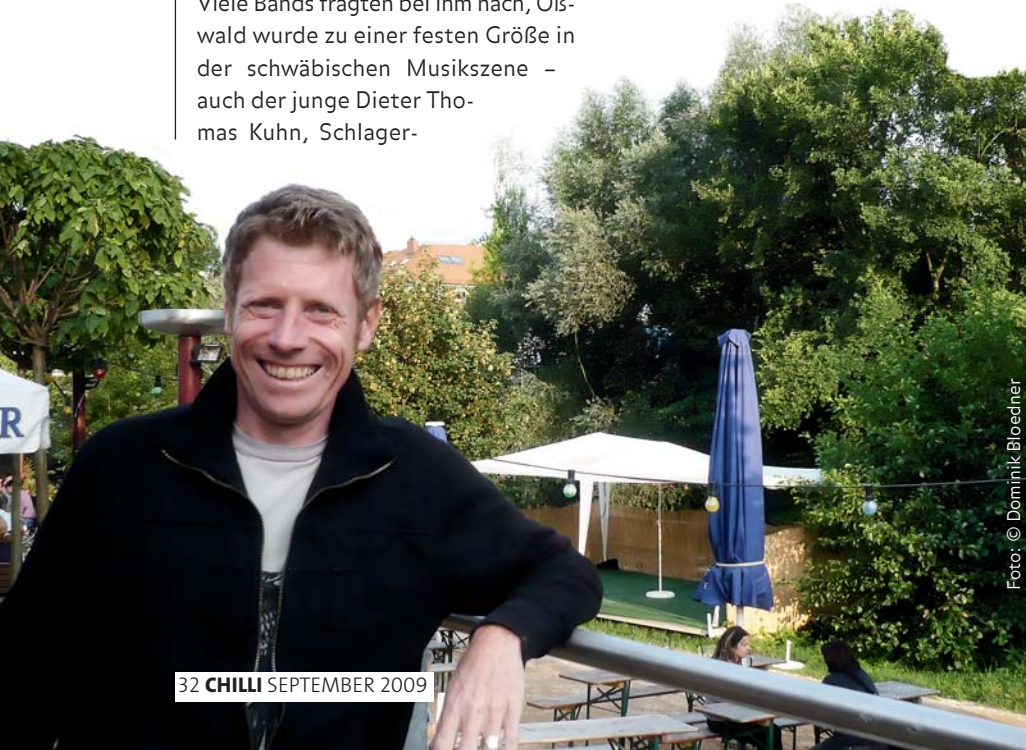 Viele Bands fragten bei ihm nach, Oß-
wald wurde zu einer festen Größe in
der schwäbischen Musikszene –
auch der junge Dieter Tho-
mas Kuhn, Schlager-
R
Foto: © Dominik Bloedner
32 CHILLI SEPTEMBER 2009